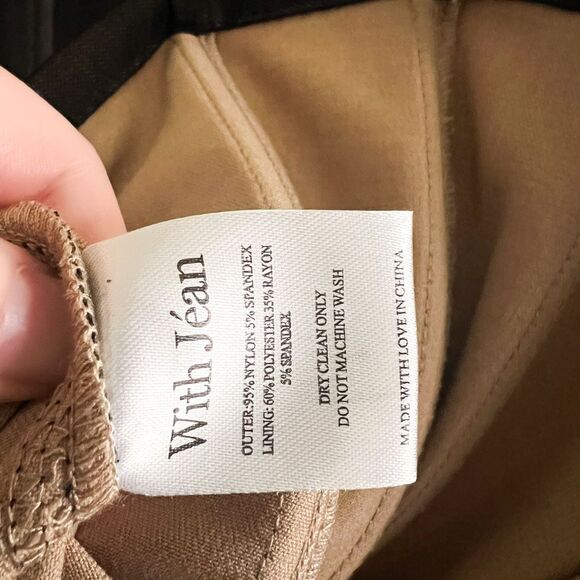 With Jéan
OUTER:95% NYLON 5% SPANDEX
LINING: 60% POLYESTER 35% RAYON
5% SPANDEX
DRY CLEAN ONLY
DO NOT MACHINE WASH
MADE WITH LOVE IN CHINA